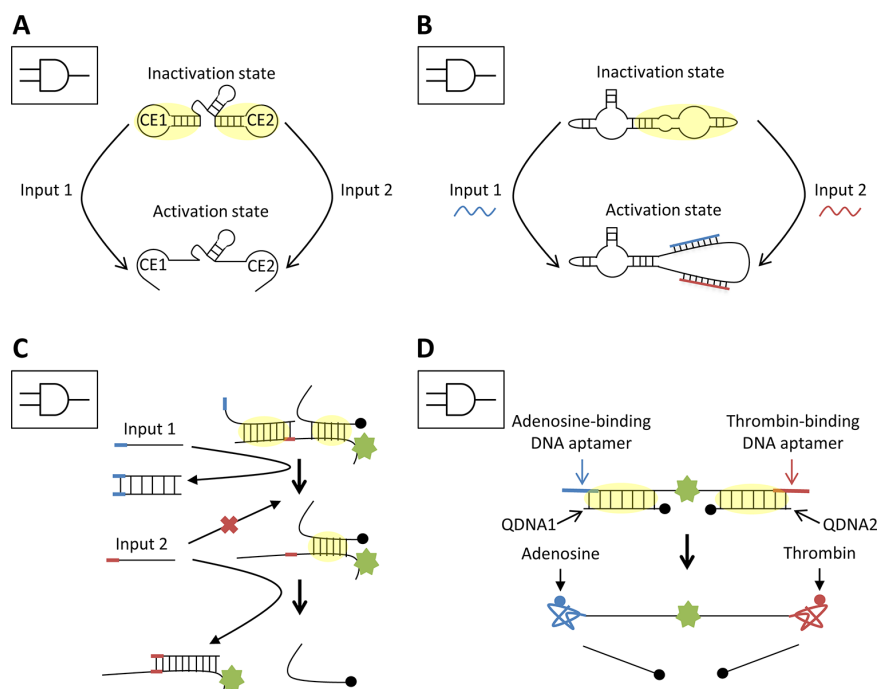 A
Inactivation state
CE1
CE2
Input 1
Input 2
Activation state
CE1
CE2
B
Inactivation state
Input 1
Input 2
Activation state
C
Input 1
Input 2
D
Adenosine-binding
DNA aptamer
Thrombin-binding
DNA aptamer
QDNA1
QDNA2
Adenosine
Thrombin